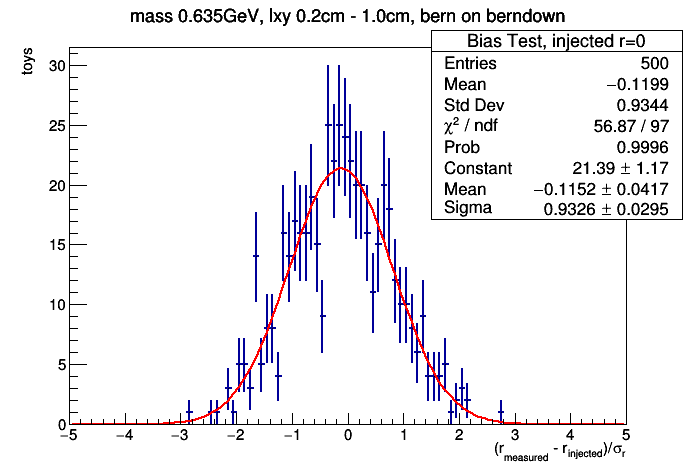 mass 0.635GeV, lxy 0.2cm - 1.0cm, bern on berndown
toys
Bias Test, injected r=0
Entries 500
Mean −0.1199
Std Dev 0.9344
χ² / ndf 56.87 / 97
Prob 0.9996
Constant 21.39 ± 1.17
Mean −0.1152 ± 0.0417
Sigma 0.9326 ± 0.0295
30
25
20
15
10
5
0
−5 −4 −3 −2 −1 0 1 2 3 4 5
(r_measured - r_injected)/σ_r